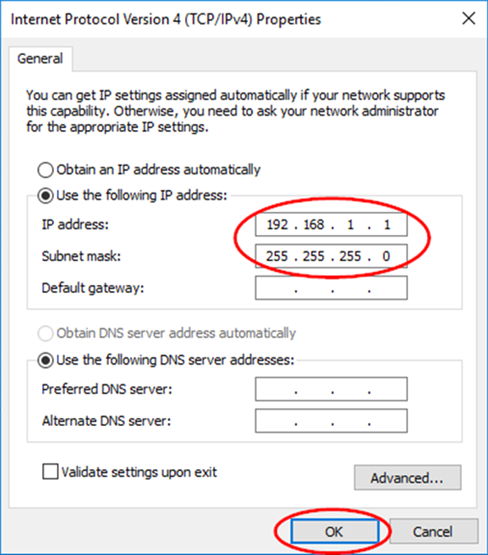 Internet Protocol Version 4 (TCP/IPv4) Properties
General
You can get IP settings assigned automatically if your network supports
this capability. Otherwise, you need to ask your network administrator
for the appropriate IP settings.
Obtain an IP address automatically
Use the following IP address:
IP address: 192 . 168 . 1 . 1
Subnet mask: 255 . 255 . 255 . 0
Default gateway: . . .
Obtain DNS server address automatically
Use the following DNS server addresses:
Preferred DNS server: . . .
Alternate DNS server: . . .
Validate settings upon exit
Advanced...
OK Cancel